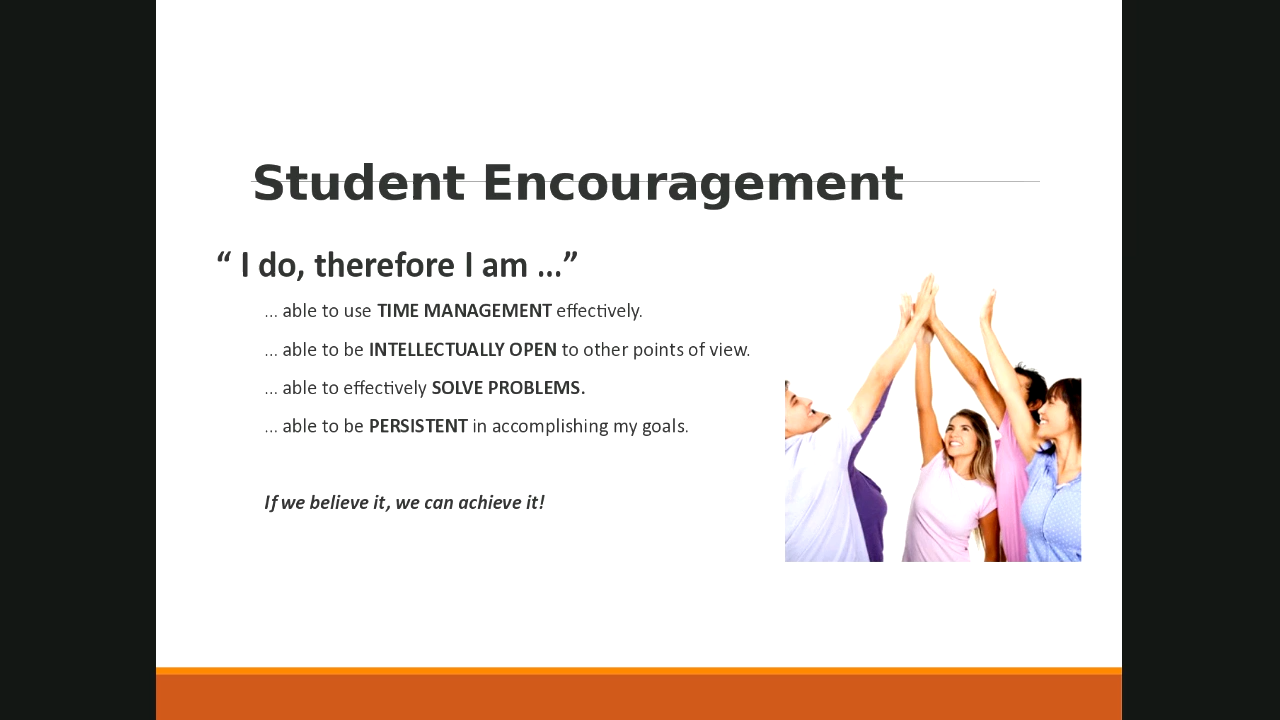 Student Encouragement
“ I do, therefore I am …”
… able to use TIME MANAGEMENT effectively.
… able to be INTELLECTUALLY OPEN to other points of view.
… able to effectively SOLVE PROBLEMS.
… able to be PERSISTENT in accomplishing my goals.
If we believe it, we can achieve it!